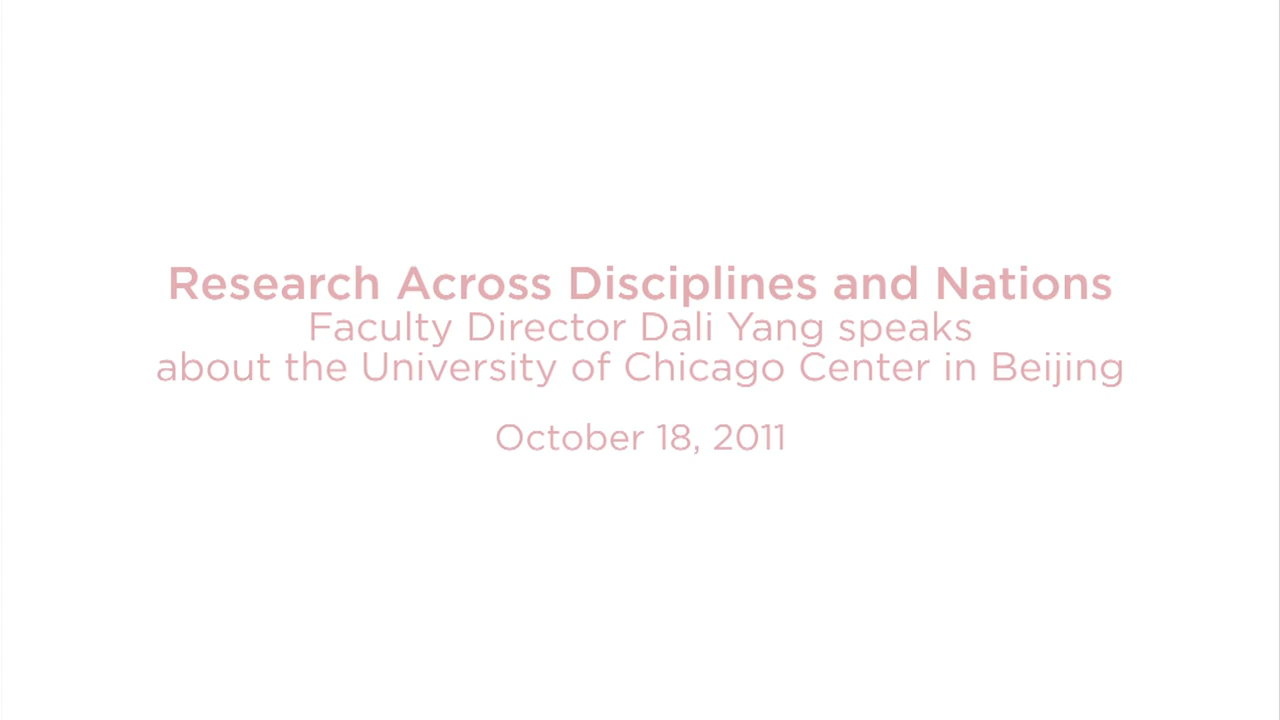 Research Across Disciplines and Nations
Faculty Director Dali Yang speaks
about the University of Chicago Center in Beijing
October 18, 2011